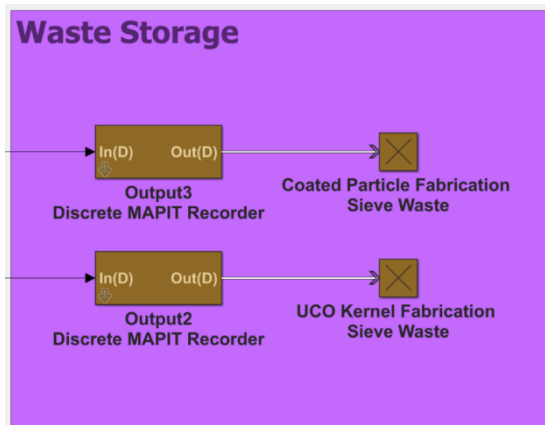 Waste Storage
In(D) Out(D)
Output3
Discrete MAPIT Recorder
Coated Particle Fabrication
Sieve Waste
In(D) Out(D)
Output2
Discrete MAPIT Recorder
UCO Kernel Fabrication
Sieve Waste